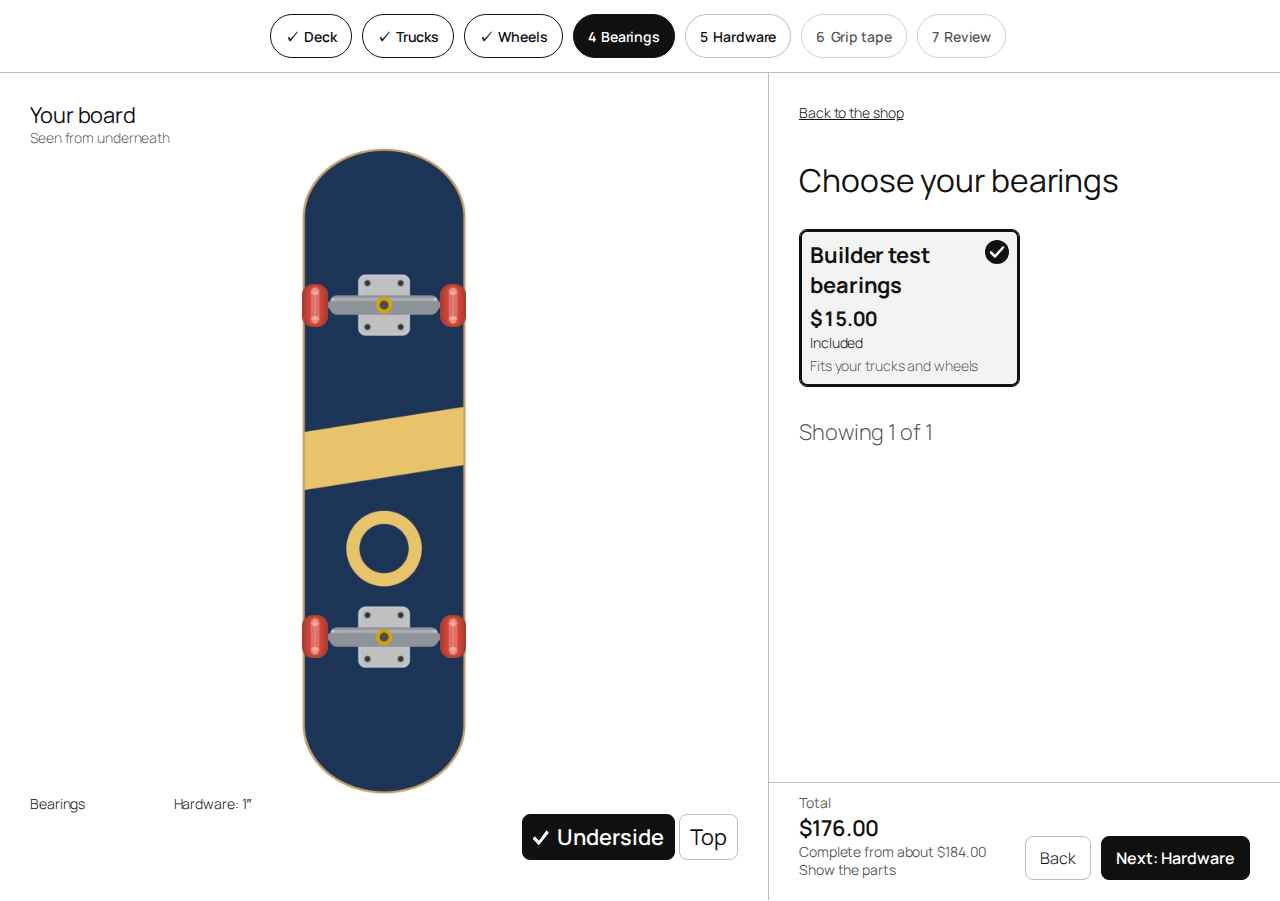 ✓ Deck
✓ Trucks
✓ Wheels
4 Bearings
5 Hardware
6 Grip tape
7 Review
Your board
Seen from underneath
Bearings
Hardware: 1″
✓ Underside
Top
Back to the shop
Choose your bearings
Builder test
bearings
$15.00
Included
Fits your trucks and wheels
Showing 1 of 1
Total
$176.00
Complete from about $184.00
Show the parts
Back
Next: Hardware